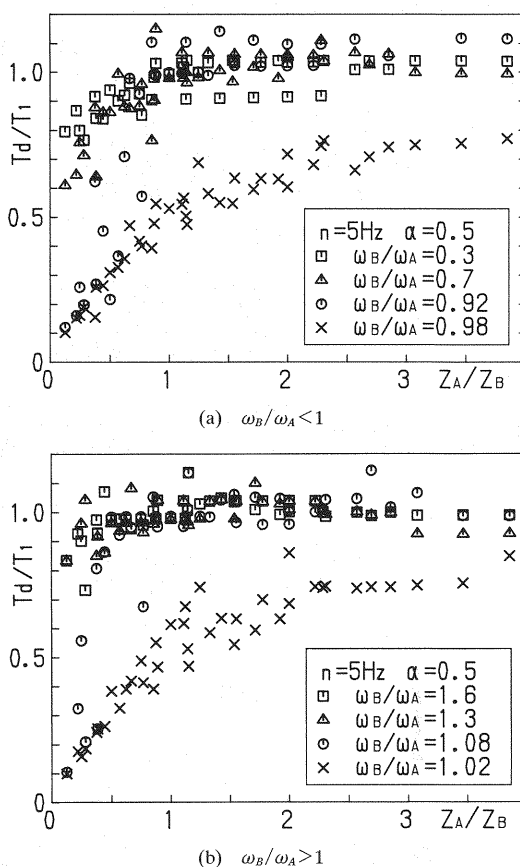 (a)
Td/T₁
1.0
0.5
0
0 1 2 3 ZA/ZB
n=5Hz α=0.5
ωB/ωA=0.3
ωB/ωA=0.7
ωB/ωA=0.92
ωB/ωA=0.98
(a) ωB/ωA<1
Td/T₁
1.0
0.5
0
0 1 2 3 ZA/ZB
n=5Hz α=0.5
ωB/ωA=1.6
ωB/ωA=1.3
ωB/ωA=1.08
ωB/ωA=1.02
(b) ωB/ωA>1